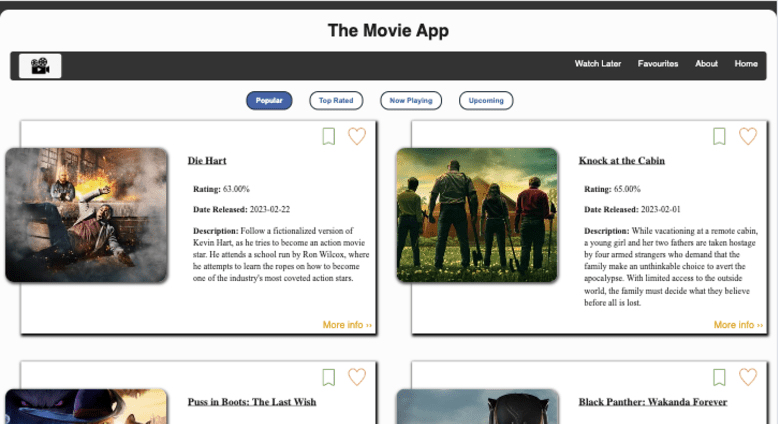 The Movie App
Watch Later Favourites About Home
Popular Top Rated Now Playing Upcoming
Die Hart
Rating: 63.00%
Date Released: 2023-02-22
Description: Follow a fictionalized version of
Kevin Hart, as he tries to become an action movie
star. He attends a school run by Ron Wilcox, where
he attempts to learn the ropes on how to become
one of the industry's most coveted action stars.
More info ››
Knock at the Cabin
Rating: 65.00%
Date Released: 2023-02-01
Description: While vacationing at a remote cabin,
a young girl and her two fathers are taken hostage
by four armed strangers who demand that the
family make an unthinkable choice to avert the
apocalypse. With limited access to the outside
world, the family must decide what they believe
before all is lost.
More info ››
Puss in Boots: The Last Wish
Black Panther: Wakanda Forever